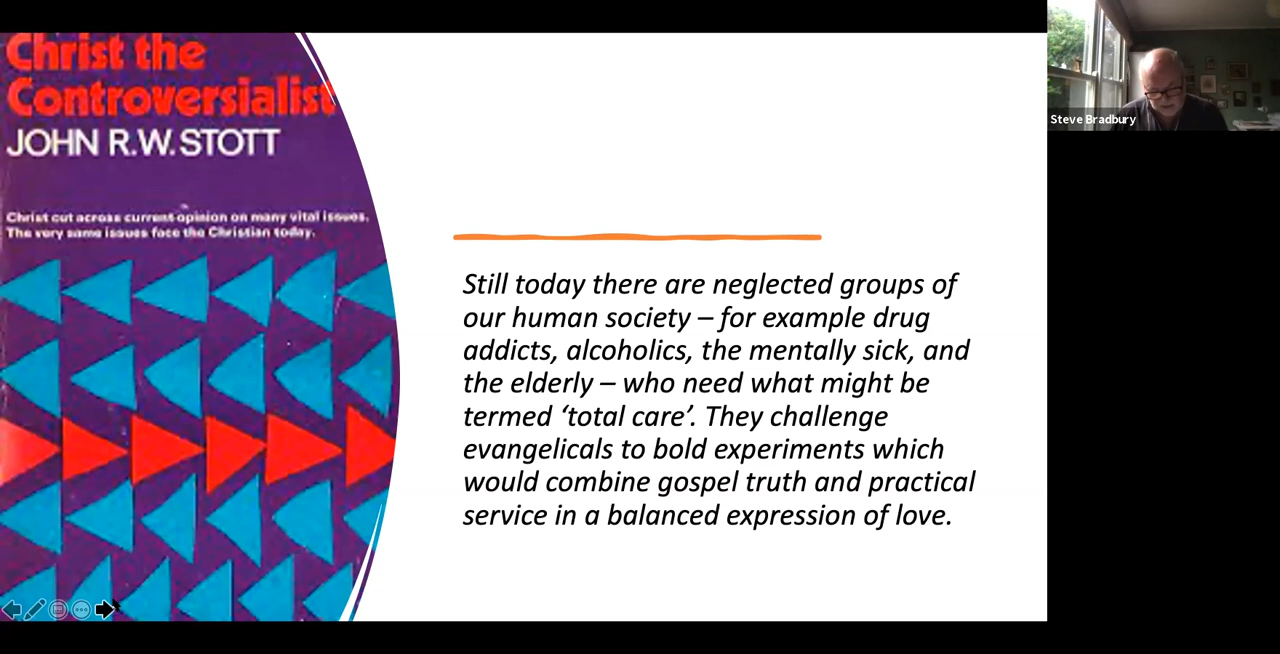 Christ the
Controversialist
JOHN R.W. STOTT
Christ cut across current opinion on many vital issues.
The very same issues face the Christian today.
Still today there are neglected groups of
our human society – for example drug
addicts, alcoholics, the mentally sick, and
the elderly – who need what might be
termed ‘total care’. They challenge
evangelicals to bold experiments which
would combine gospel truth and practical
service in a balanced expression of love.
Steve Bradbury